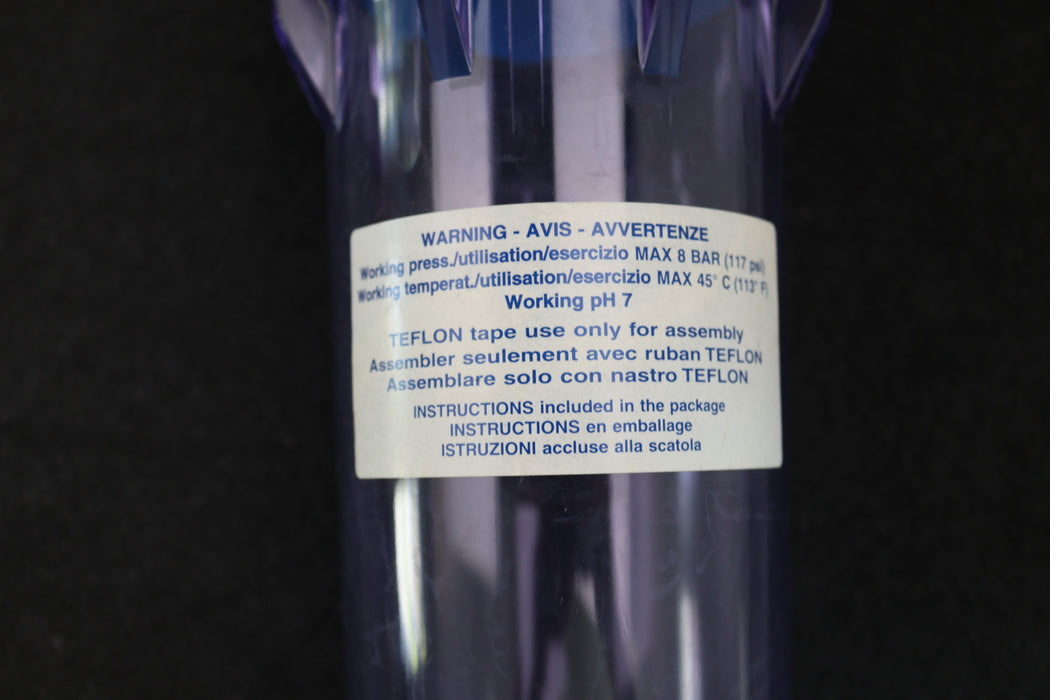 WARNING - AVIS - AVVERTENZE
Working press./utilisation/esercizio MAX 8 BAR (117 psi)
Working temperat./utilisation/esercizio MAX 45° C (113° F)
Working pH 7
TEFLON tape use only for assembly
Assembler seulement avec ruban TEFLON
Assemblare solo con nastro TEFLON
INSTRUCTIONS included in the package
INSTRUCTIONS en emballage
ISTRUZIONI accluse alla scatola